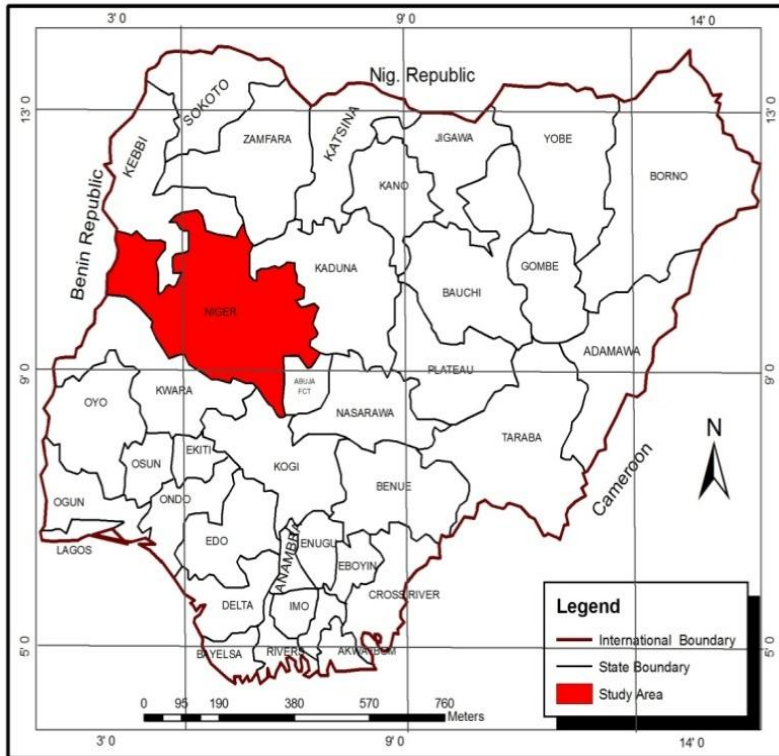 3' 0 9' 0 14' 0
Nig. Republic
13' 0 13' 0
SOKOTO
KATSINA
KEBBI
ZAMFARA
JIGAWA
YOBE
KANO
BORNO
Benin Republic
KADUNA
GOMBE
BAUCHI
NIGER
ADAMAWA
9' 0 9' 0
PLATEAU
ABUJA
FCT
KWARA
OYO
NASARAWA
TARABA
N
EKITI
OSUN
KOGI
BENUE
Cameroon
OGUN
ONDO
EDO
LAGOS
ANAMBRA
ENUGU
EBOYIN
CROSS RIVER
DELTA
IMO
Legend
International Boundary
State Boundary
Study Area
5' 0 5' 0
BAYELSA
RIVERS
AKWA IBOM
0 95 190 380 570 760
Meters
3' 0 9' 0 14' 0